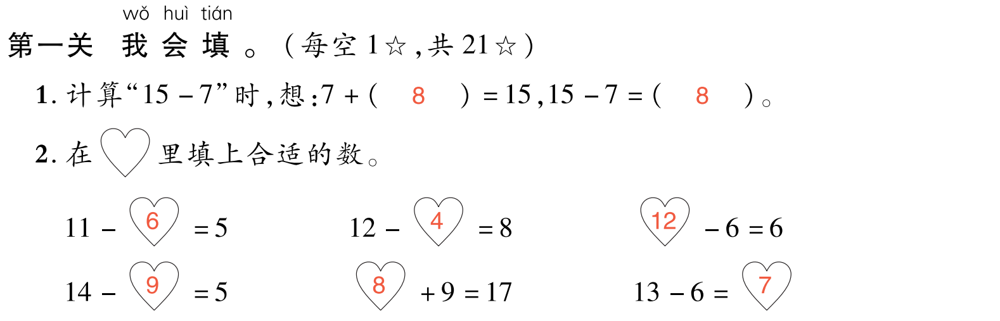 wǒ huì tián
第一关 我会填。(每空1☆,共21☆)
1. 计算“15－7”时,想:7＋( 8 )＝15,15－7＝( 8 )。
2. 在♡里填上合适的数。
11－6＝5 12－4＝8 12－6＝6
14－9＝5 8＋9＝17 13－6＝7